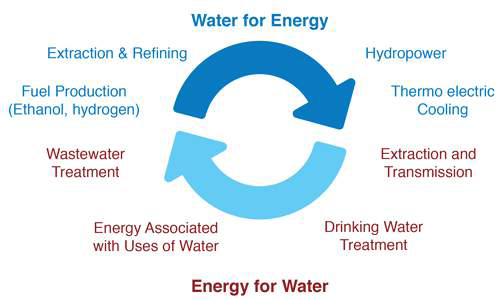 Water for Energy
Extraction & Refining
Hydropower
Fuel Production
(Ethanol, hydrogen)
Thermo electric
Cooling
Wastewater
Treatment
Extraction and
Transmission
Energy Associated
with Uses of Water
Drinking Water
Treatment
Energy for Water